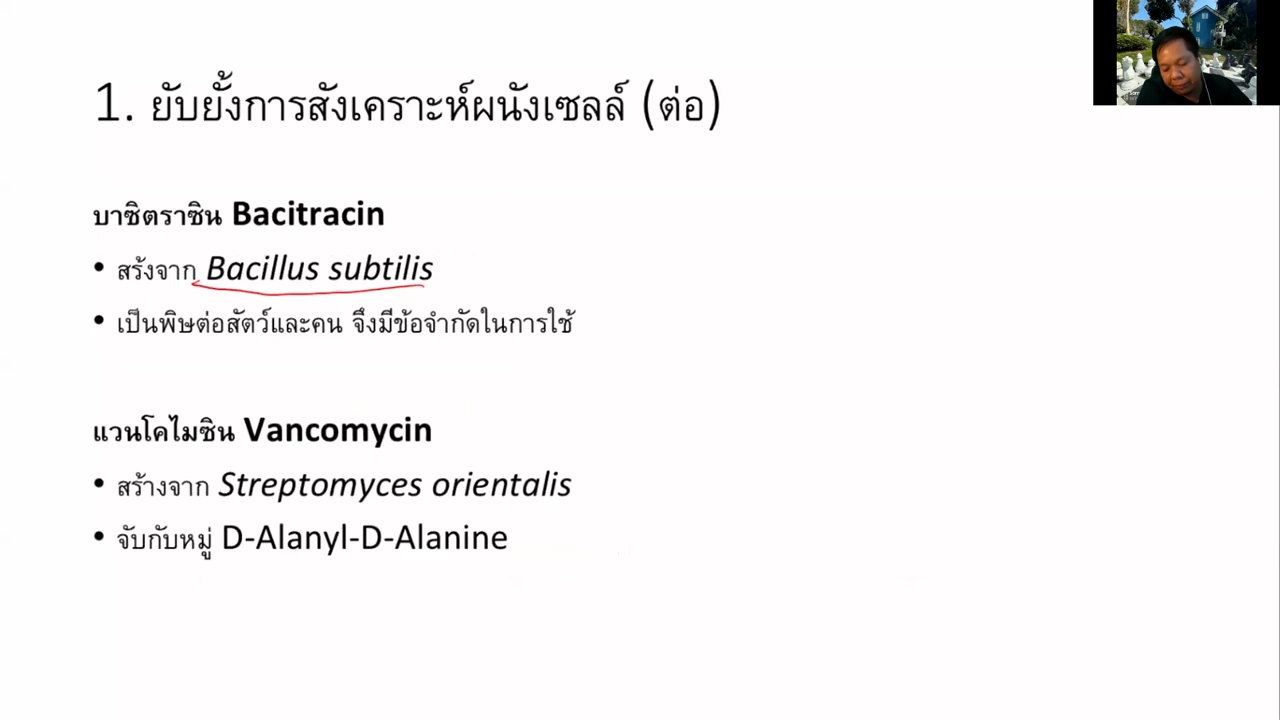 1. ยับยั้งการสังเคราะห์ผนังเซลล์ (ต่อ)
บาซิตราซิน Bacitracin
• สร้งจาก Bacillus subtilis
• เป็นพิษต่อสัตว์และคน จึงมีข้อจำกัดในการใช้
แวนโคไมซิน Vancomycin
• สร้างจาก Streptomyces orientalis
• จับกับหมู่ D-Alanyl-D-Alanine